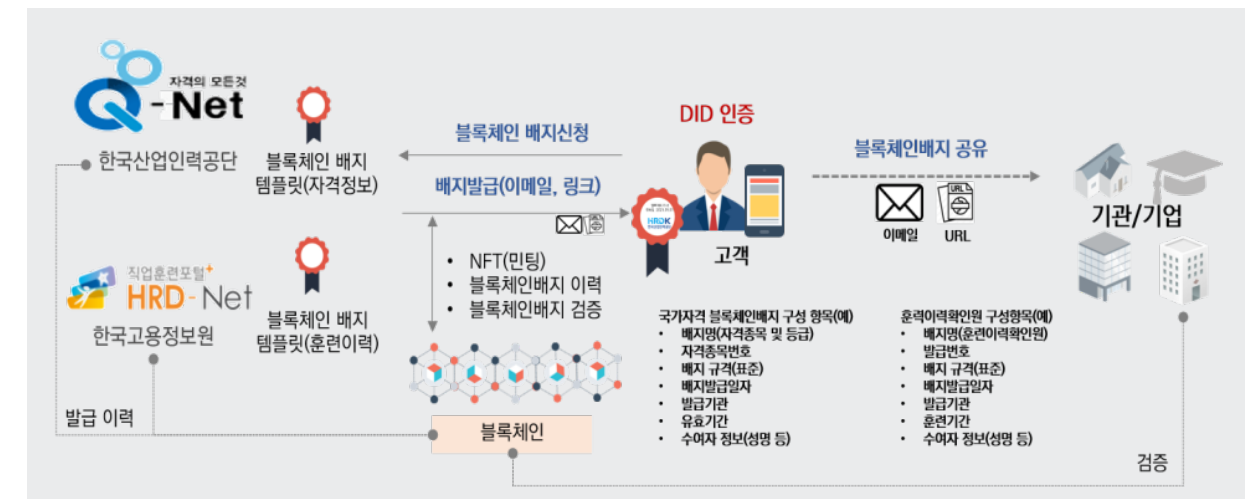 자격의 모든것
Q-Net
한국산업인력공단
블록체인 배지
템플릿(자격정보)
직업훈련포털+
HRD-Net
한국고용정보원
블록체인 배지
템플릿(훈련이력)
발급 이력
블록체인 배지신청
배지발급(이메일, 링크)
• NFT(민팅)
• 블록체인배지 이력
• 블록체인배지 검증
블록체인
DID 인증
HRDK
고객
블록체인배지 공유
이메일
URL
URL
기관/기업
국가자격 블록체인배지 구성 항목(예)
• 배지명(자격종목 및 등급)
• 자격종목번호
• 배지 규격(표준)
• 배지발급일자
• 발급기관
• 유효기간
• 수여자 정보(성명 등)
훈력이력확인원 구성항목(예)
• 배지명(훈련이력확인원)
• 발급번호
• 배지 규격(표준)
• 배지발급일자
• 발급기관
• 훈련기간
• 수여자 정보(성명 등)
검증